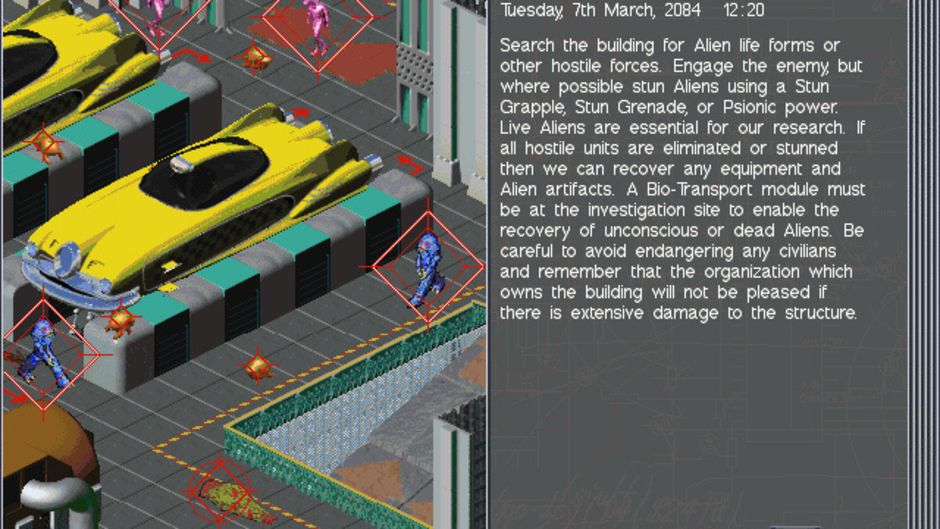 Tuesday, 7th March, 2084 12:20
Search the building for Alien life forms or
other hostile forces. Engage the enemy, but
where possible stun Aliens using a Stun
Grapple, Stun Grenade, or Psionic power.
Live Aliens are essential for our research. If
all hostile units are eliminated or stunned
then we can recover any equipment and
Alien artifacts. A Bio-Transport module must
be at the investigation site to enable the
recovery of unconscious or dead Aliens. Be
careful to avoid endangering any civilians
and remember that the organization which
owns the building will not be pleased if
there is extensive damage to the structure.